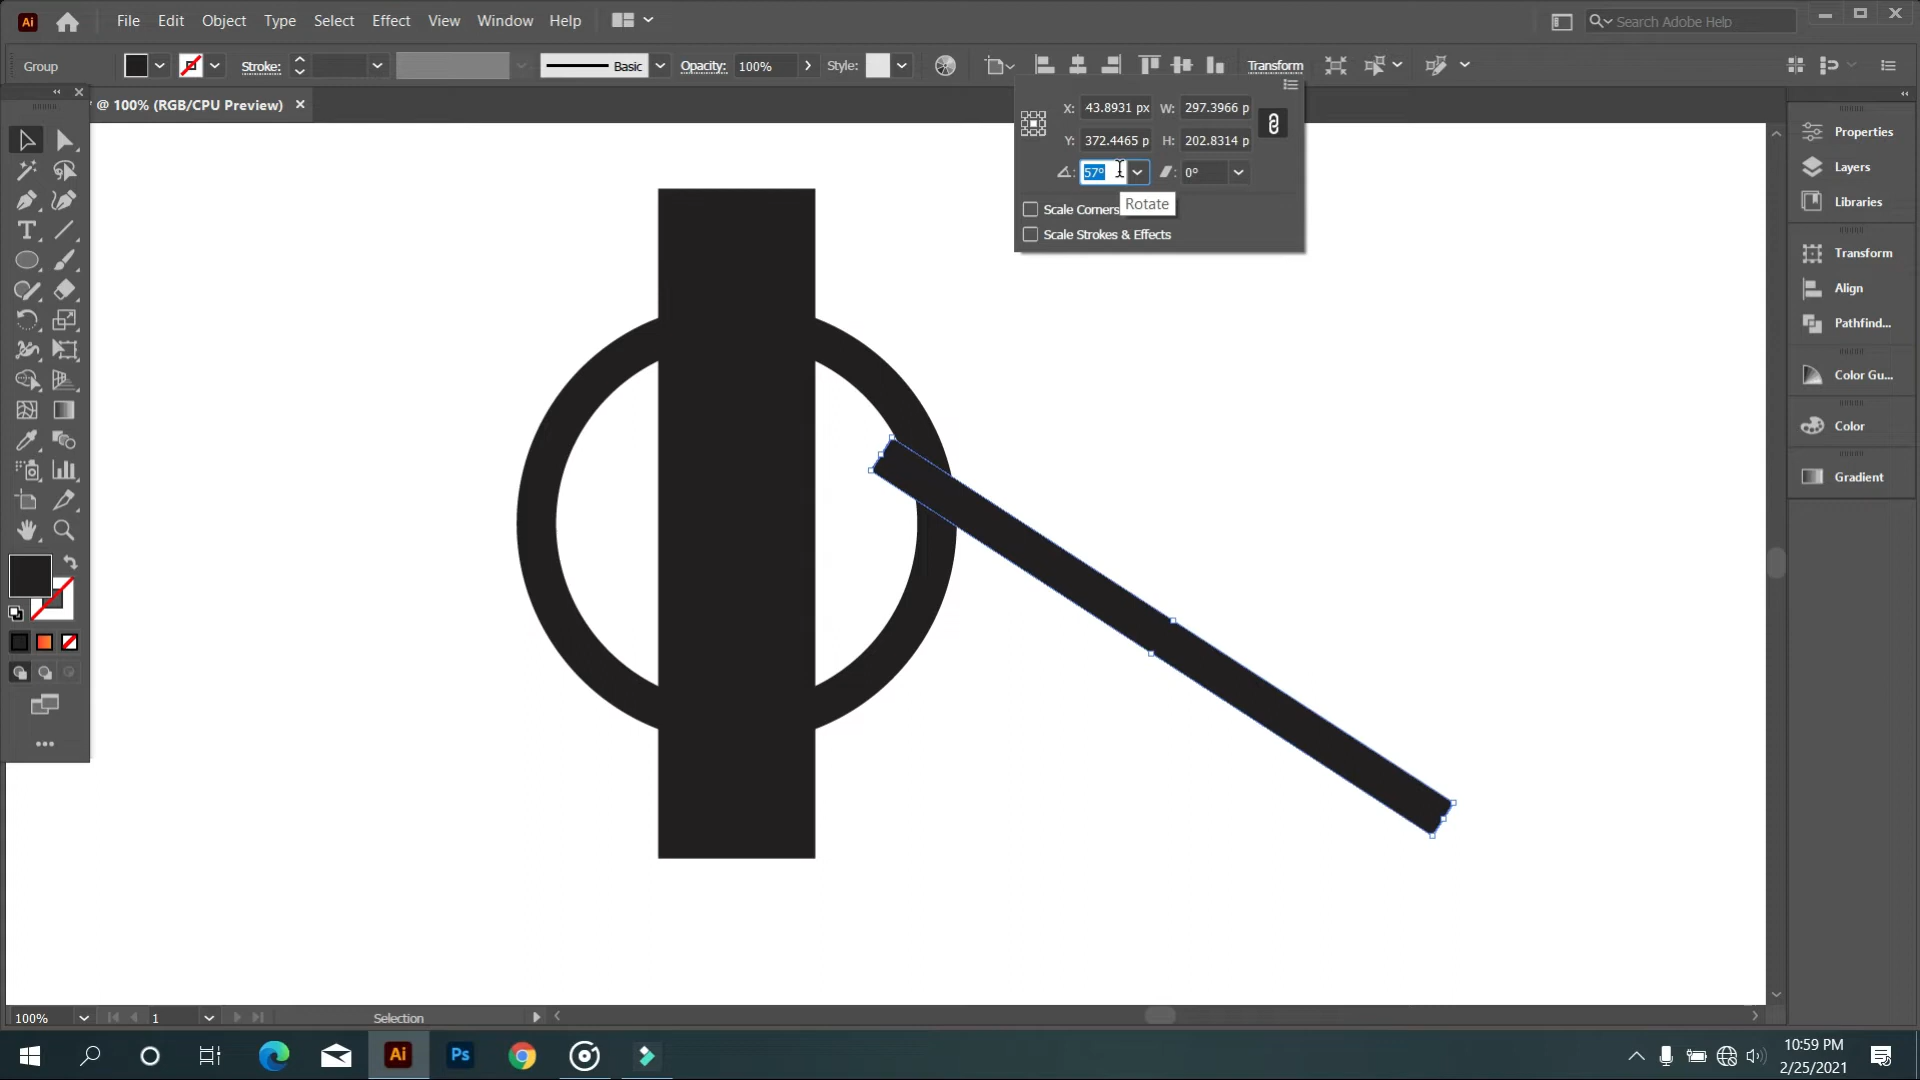 Ai File Edit Object Type Select Effect View Window Help Search Adobe Help
Group Stroke: Basic Opacity: 100% Style: Transform
@ 100% (RGB/CPU Preview) ×
X: 43.8931 px W: 297.3966 p
Y: 372.4465 p H: 202.8314 p
57° 0°
Rotate
Scale Corners
Scale Strokes & Effects
Properties
Layers
Libraries
Transform
Align
Pathfind...
Color Gu...
Color
Gradient
100% 1 Selection
Ai Ps
10:59 PM
2/25/2021